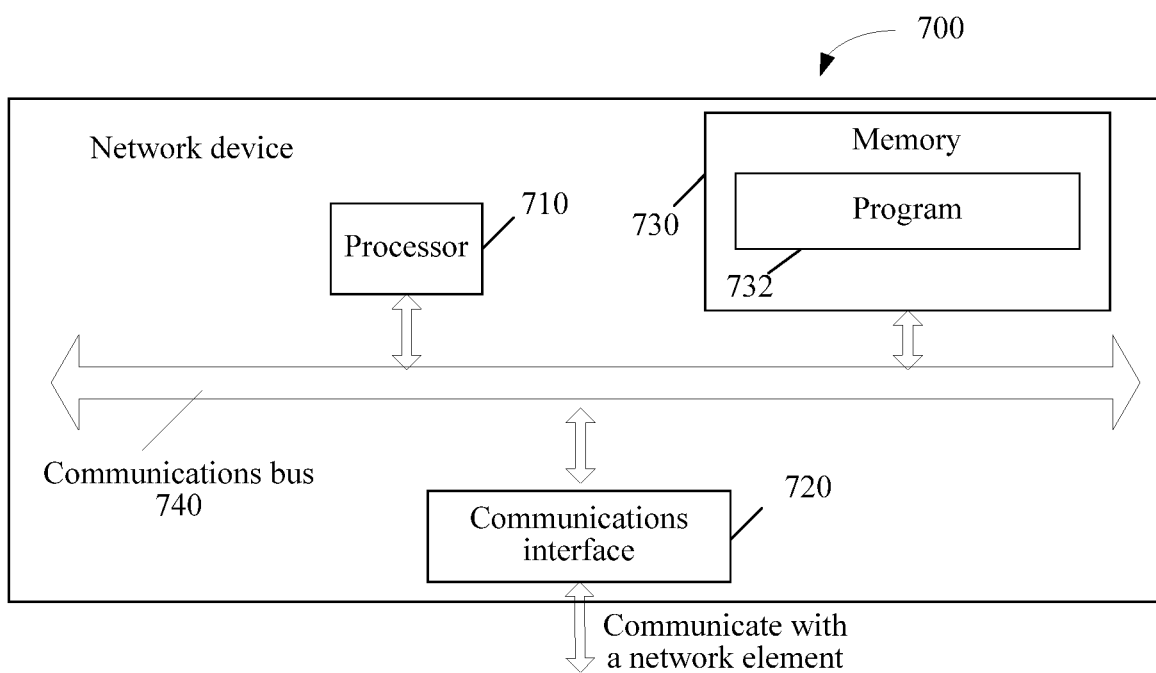 700
Network device
Memory
Program
710
730
Processor
732
Communications bus
740
720
Communications
interface
Communicate with
a network element